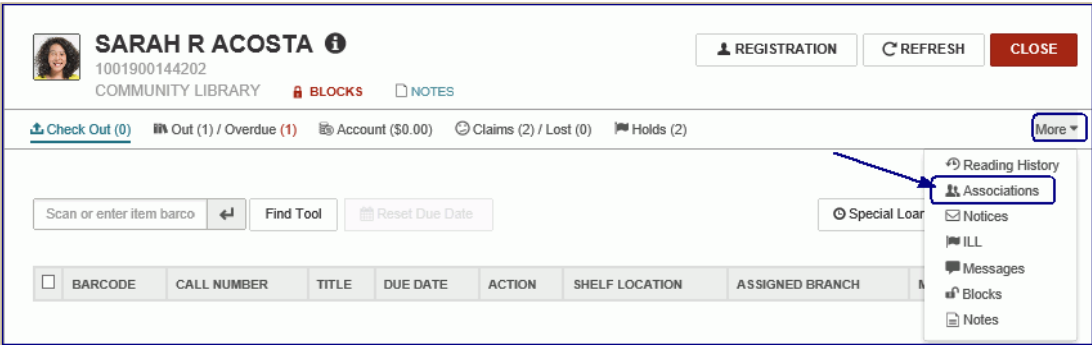 SARAH R ACOSTA
REGISTRATION REFRESH CLOSE
1001900144202
COMMUNITY LIBRARY BLOCKS NOTES
Check Out (0) Out (1) / Overdue (1) Account ($0.00) Claims (2) / Lost (0) Holds (2) More
Reading History
Associations
Scan or enter item barco Find Tool Reset Due Date Special Loan
Notices
ILL
Messages
BARCODE CALL NUMBER TITLE DUE DATE ACTION SHELF LOCATION ASSIGNED BRANCH
Blocks
Notes